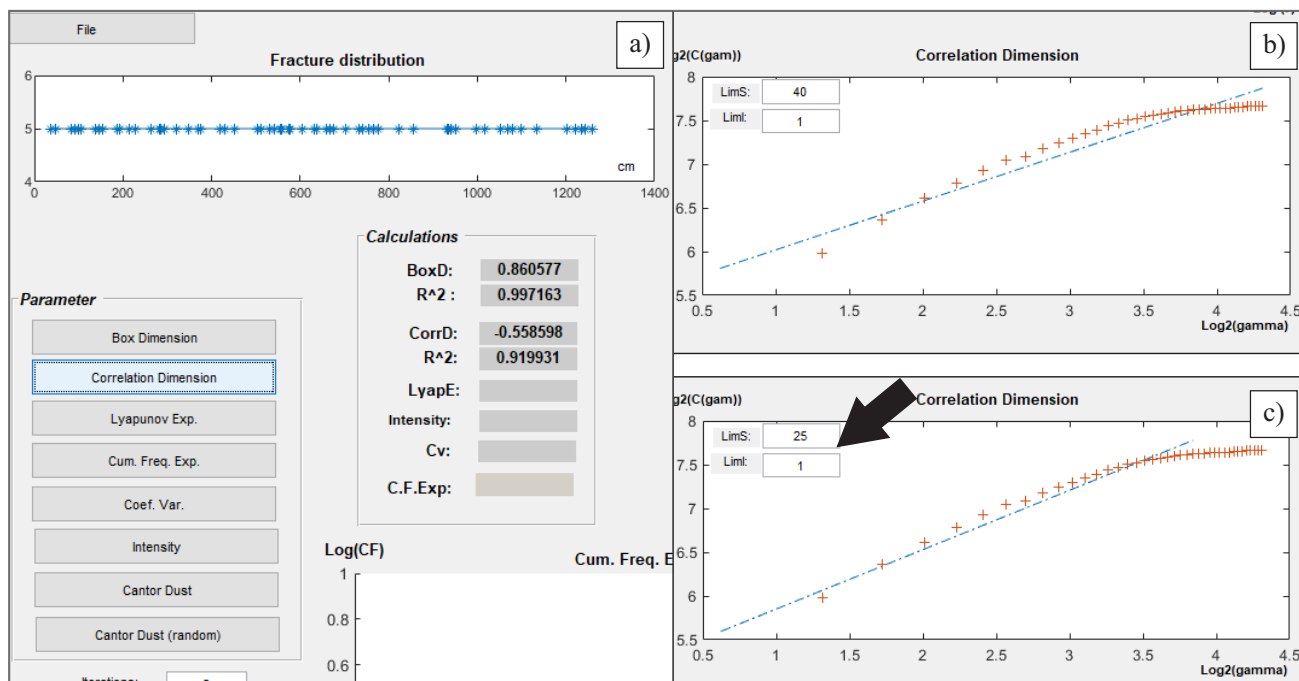 File
a)
Fracture distribution
6
5
4
0 200 400 600 800 1000 1200 1400
cm
Calculations
BoxD: 0.860577
R^2 : 0.997163
CorrD: -0.558598
R^2: 0.919931
LyapE:
Intensity:
Cv:
C.F.Exp:
Parameter
Box Dimension
Correlation Dimension
Lyapunov Exp.
Cum. Freq. Exp.
Coef. Var.
Intensity
Cantor Dust
Cantor Dust (random)
Log(CF)
Cum. Freq. E
1
0.8
0.6
b)
g2(C(gam))
Correlation Dimension
LimS: 40
LimI: 1
8
7.5
7
6.5
6
5.5
0.5 1 1.5 2 2.5 3 3.5 4 4.5
Log2(gamma)
c)
g2(C(gam))
Correlation Dimension
LimS: 25
LimI: 1
8
7.5
7
6.5
6
5.5
0.5 1 1.5 2 2.5 3 3.5 4 4.5
Log2(gamma)